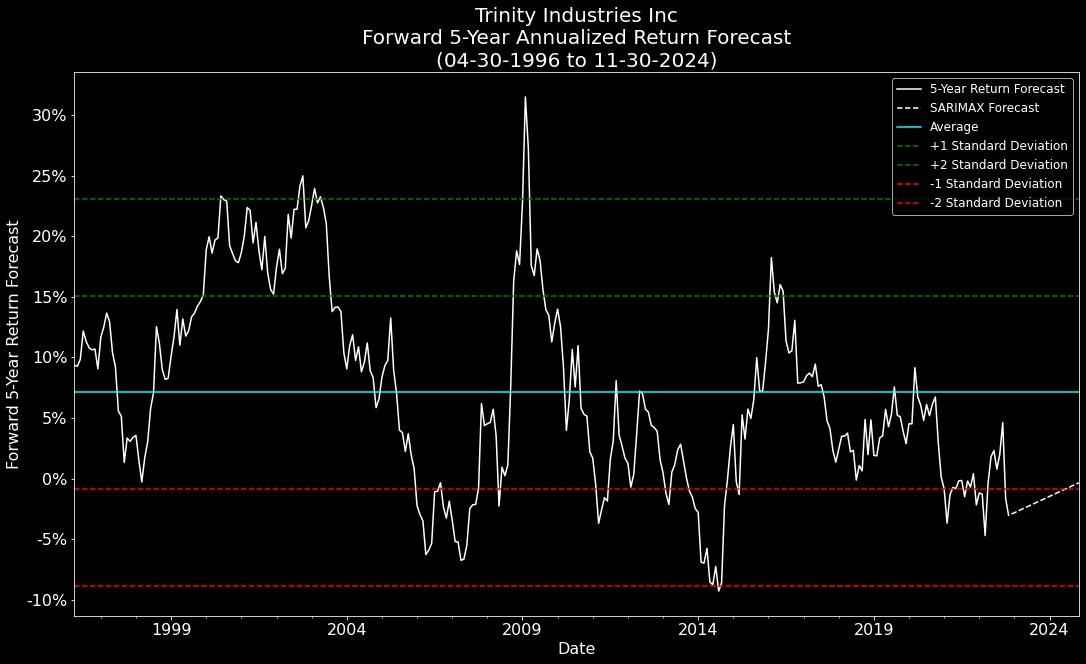 Trinity Industries Inc
Forward 5-Year Annualized Return Forecast
(04-30-1996 to 11-30-2024)
5-Year Return Forecast
SARIMAX Forecast
Average
+1 Standard Deviation
+2 Standard Deviation
-1 Standard Deviation
-2 Standard Deviation
Forward 5-Year Return Forecast
30%
25%
20%
15%
10%
5%
0%
-5%
-10%
1999 2004 2009 2014 2019 2024
Date